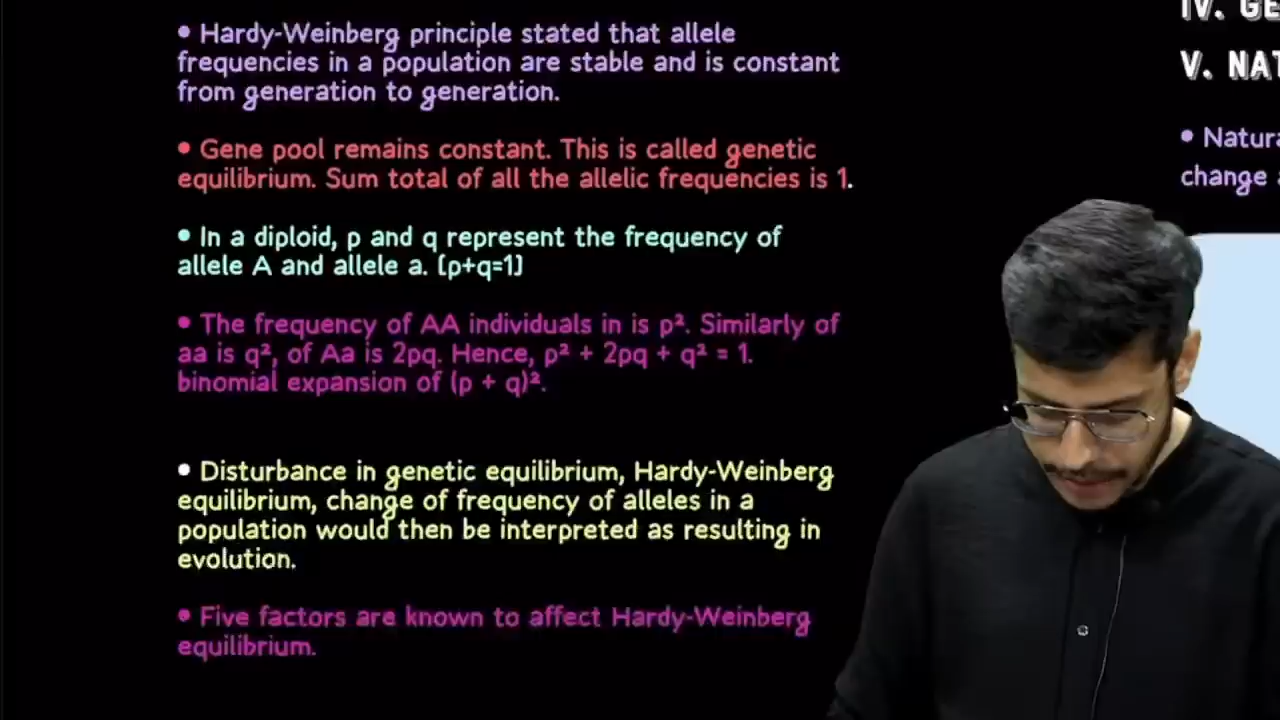 • Hardy-Weinberg principle stated that allele
frequencies in a population are stable and is constant
from generation to generation.
• Gene pool remains constant. This is called genetic
equilibrium. Sum total of all the allelic frequencies is 1.
• In a diploid, p and q represent the frequency of
allele A and allele a. (p+q=1)
• The frequency of AA individuals in is p². Similarly of
aa is q², of Aa is 2pq. Hence, p² + 2pq + q² = 1.
binomial expansion of (p + q)².
• Disturbance in genetic equilibrium, Hardy-Weinberg
equilibrium, change of frequency of alleles in a
population would then be interpreted as resulting in
evolution.
• Five factors are known to affect Hardy-Weinberg
equilibrium.
IV. GE
V. NAT
• Natura
change a